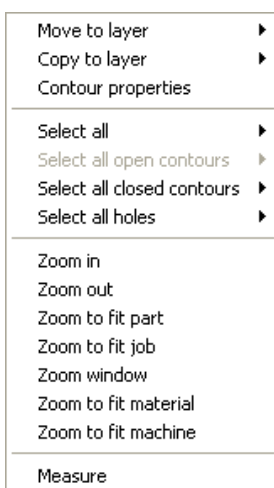 Move to layer
Copy to layer
Contour properties
Select all
Select all open contours
Select all closed contours
Select all holes
Zoom in
Zoom out
Zoom to fit part
Zoom to fit job
Zoom window
Zoom to fit material
Zoom to fit machine
Measure